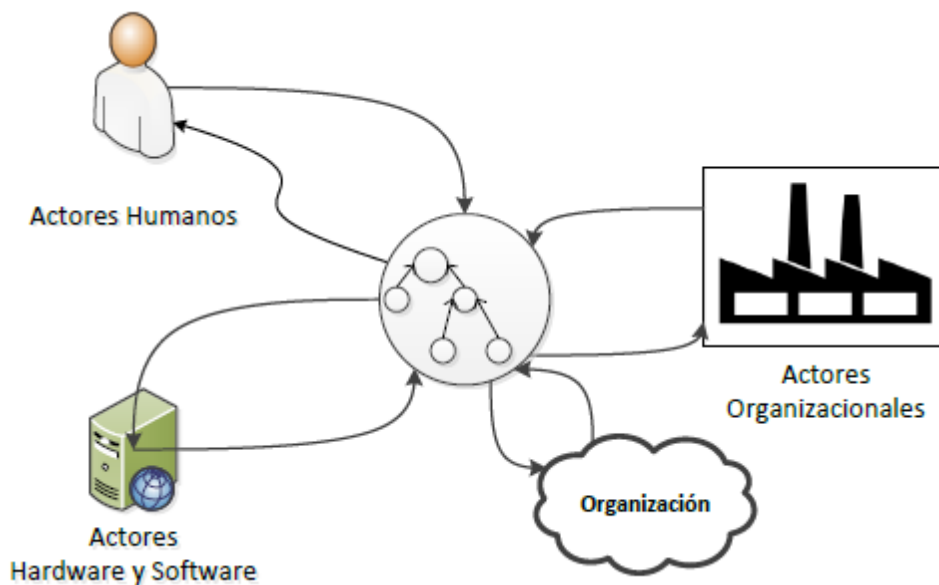 Actores Humanos
Actores
Organizacionales
Organización
Actores
Hardware y Software